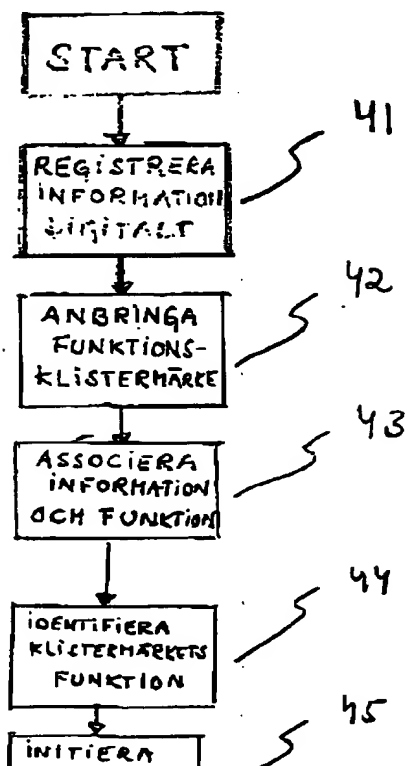 START
41
REGISTRERA
INFORMATION
DIGITALT
42
ANBRINGA
FUNKTIONS-
KLISTERMÄRKE
43
ASSOCIERA
INFORMATION
OCH FUNKTION
44
IDENTIFIERA
KLISTERMÄRKETS
FUNKTION
45
INITIERA